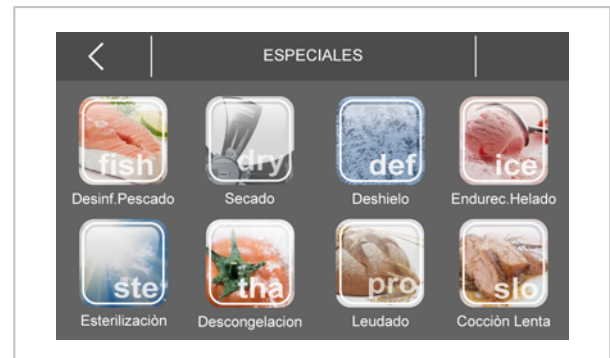 ESPECIALES
fish
dry
def
ice
Desinf.Pescado
Secado
Deshielo
Endurec.Helado
ste
tha
pro
slo
Esterilizaciòn
Descongelacion
Leudado
Cocciòn Lenta